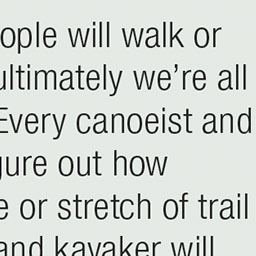 ople will walk or
ultimately we're all
Every canoeist and
gure out how
e or stretch of trail
and kayaker will